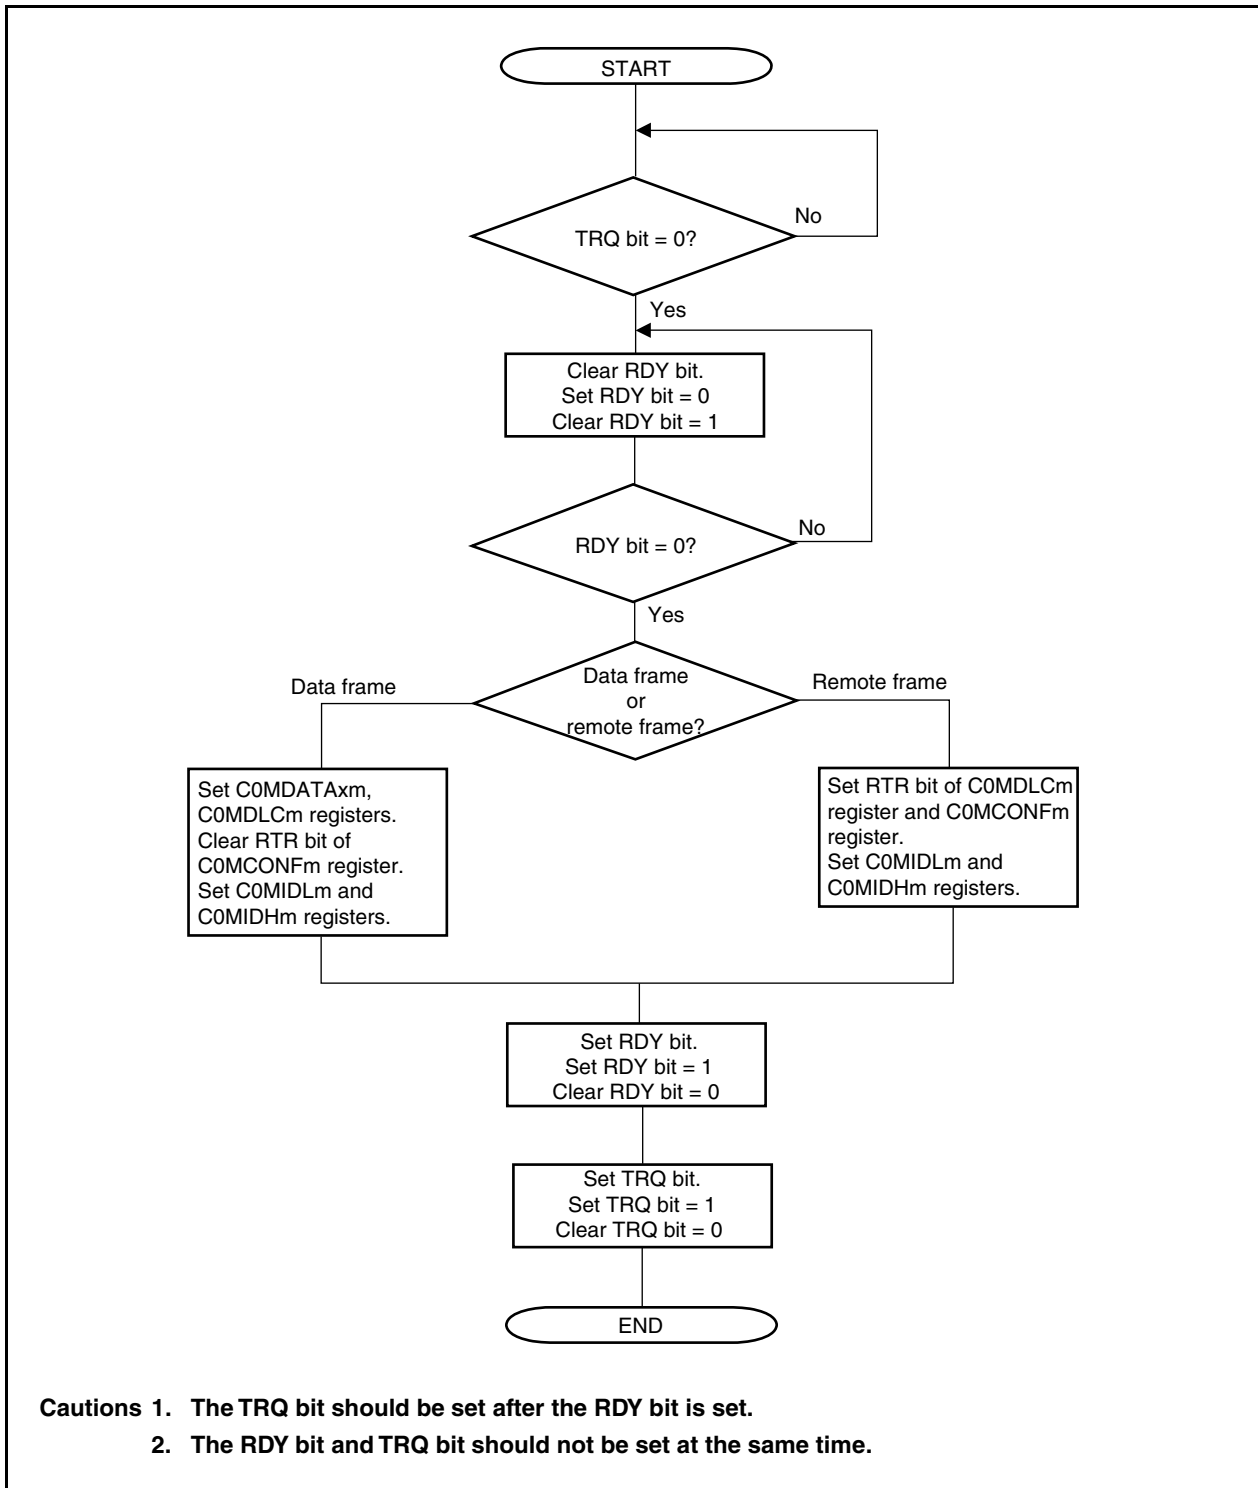 START
No
TRQ bit = 0?
Yes
Clear RDY bit.
Set RDY bit = 0
Clear RDY bit = 1
No
RDY bit = 0?
Yes
Data frame
Data frame
or
remote frame?
Remote frame
Set C0MDATAxm,
C0MDLCm registers.
Clear RTR bit of
C0MCONFm register.
Set C0MIDLm and
C0MIDHm registers.
Set RTR bit of C0MDLCm
register and C0MCONFm
register.
Set C0MIDLm and
C0MIDHm registers.
Set RDY bit.
Set RDY bit = 1
Clear RDY bit = 0
Set TRQ bit.
Set TRQ bit = 1
Clear TRQ bit = 0
END
Cautions 1. The TRQ bit should be set after the RDY bit is set.
2. The RDY bit and TRQ bit should not be set at the same time.